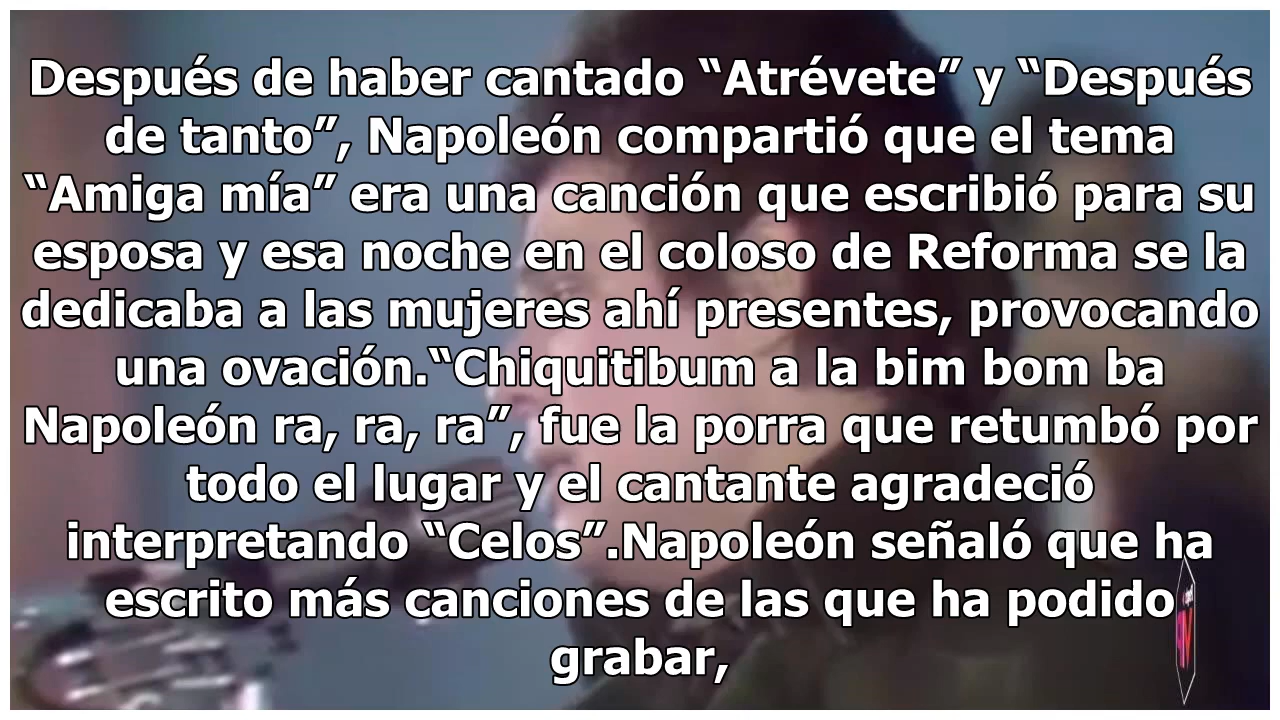 Después de haber cantado “Atrévete” y “Después
de tanto”, Napoleón compartió que el tema
“Amiga mía” era una canción que escribió para su
esposa y esa noche en el coloso de Reforma se la
dedicaba a las mujeres ahí presentes, provocando
una ovación.“Chiquitibum a la bim bom ba
Napoleón ra, ra, ra”, fue la porra que retumbó por
todo el lugar y el cantante agradeció
interpretando “Celos”.Napoleón señaló que ha
escrito más canciones de las que ha podido
grabar,